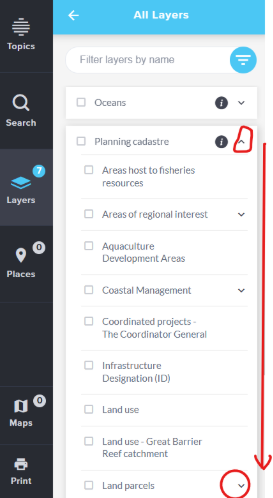 All Layers
Topics
Filter layers by name
Oceans
i
Search
Planning cadastre
i
Areas host to fisheries
resources
7
Layers
Areas of regional interest
0
Places
Aquaculture
Development Areas
Coastal Management
Coordinated projects -
The Coordinator General
Infrastructure
Designation (ID)
0
Maps
Land use
Land use - Great Barrier
Reef catchment
Print
Land parcels